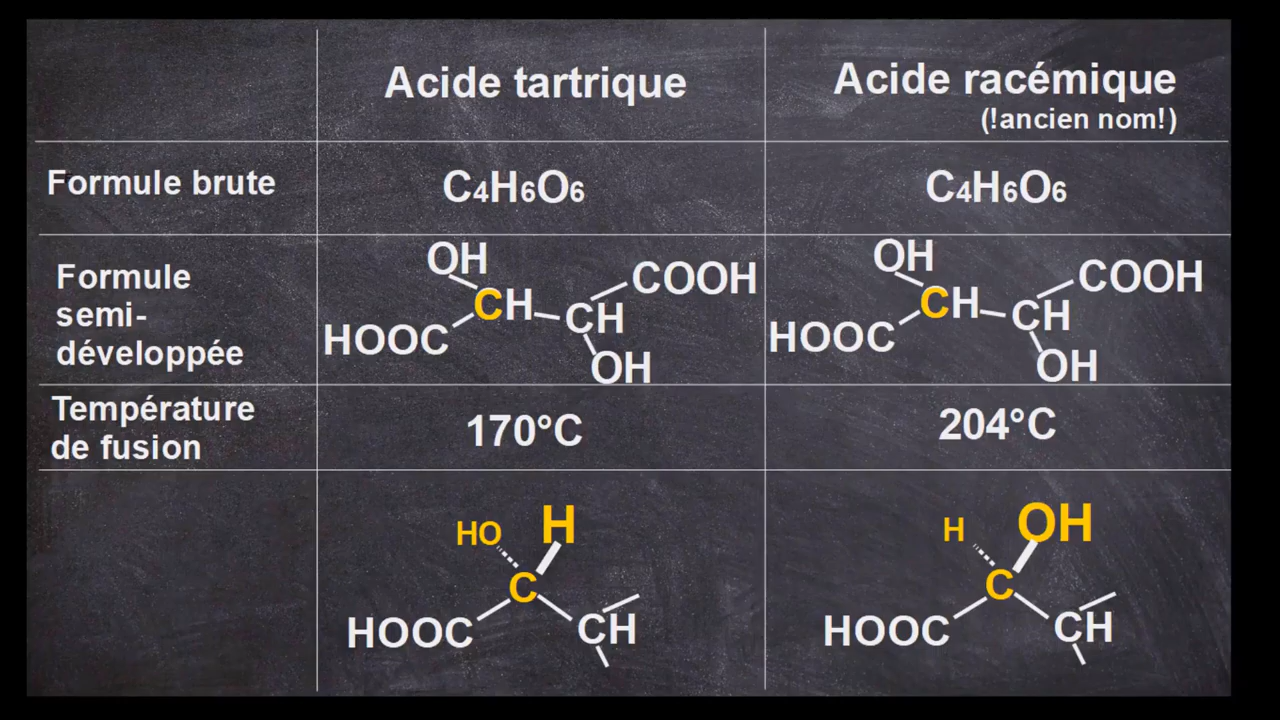 Acide tartrique
Acide racémique
(!ancien nom!)
Formule brute
C4H6O6
C4H6O6
Formule
semi-
développée
OH
CH
CH
COOH
HOOC
OH
OH
CH
CH
COOH
HOOC
OH
Température
de fusion
170°C
204°C
HO
H
C
HOOC
CH
H
OH
C
HOOC
CH